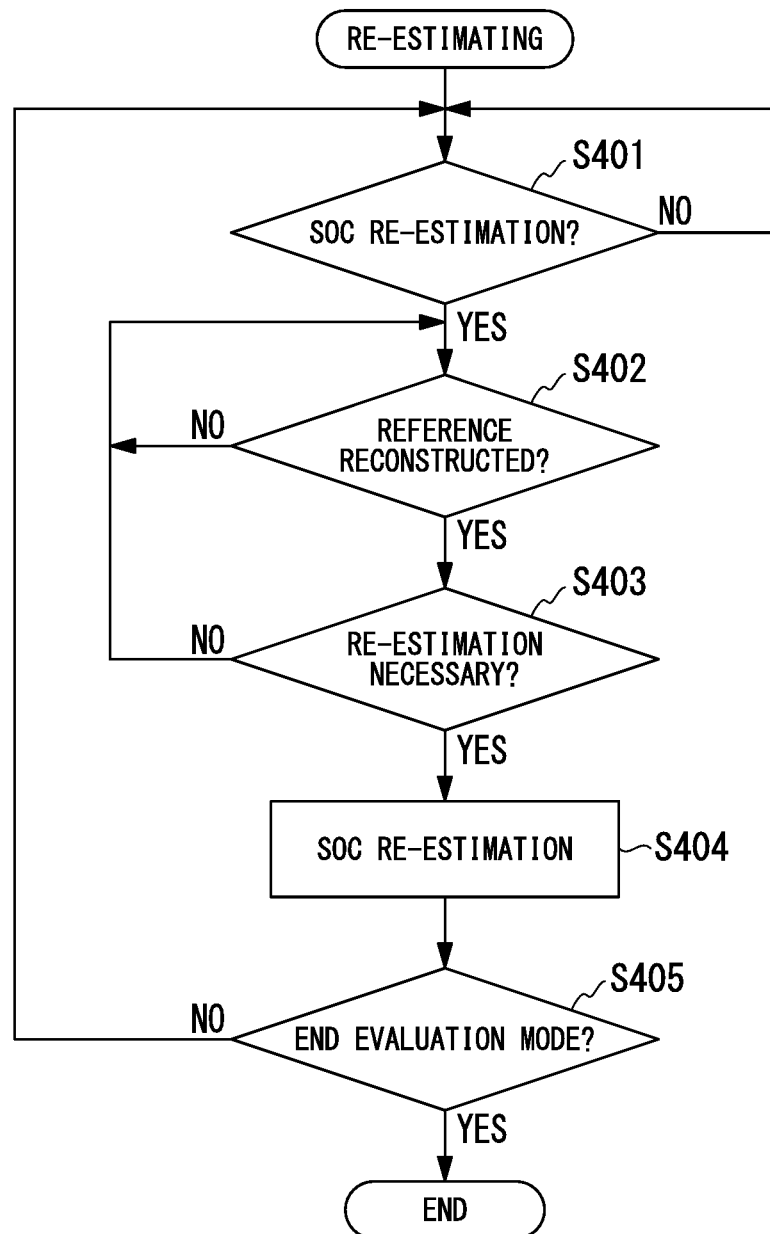 RE-ESTIMATING
S401
SOC RE-ESTIMATION?
NO
YES
S402
NO
REFERENCE
RECONSTRUCTED?
YES
S403
NO
RE-ESTIMATION
NECESSARY?
YES
SOC RE-ESTIMATION
S404
S405
NO
END EVALUATION MODE?
YES
END